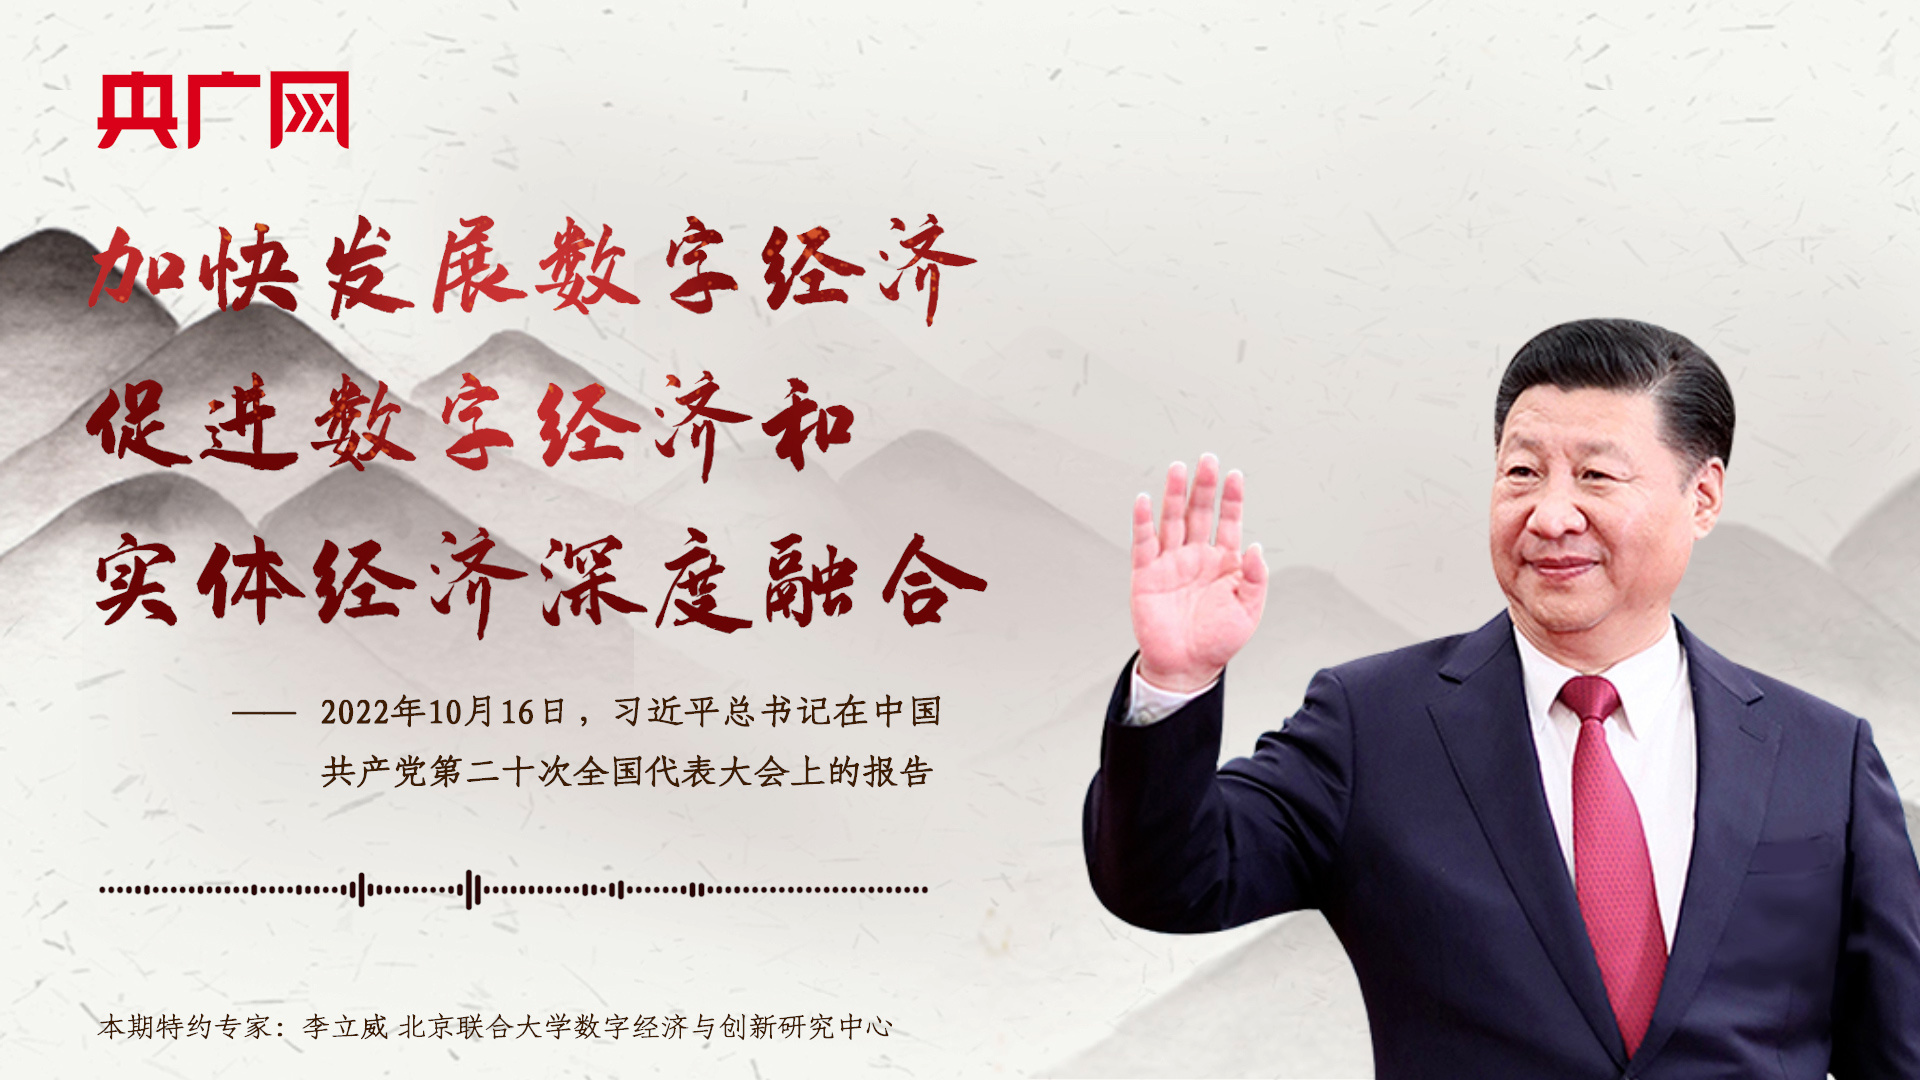 央广网
加快发展数字经济
促进数字经济和
实体经济深度融合
—— 2022年10月16日，习近平总书记在中国
共产党第二十次全国代表大会上的报告
本期特约专家：李立威 北京联合大学数字经济与创新研究中心